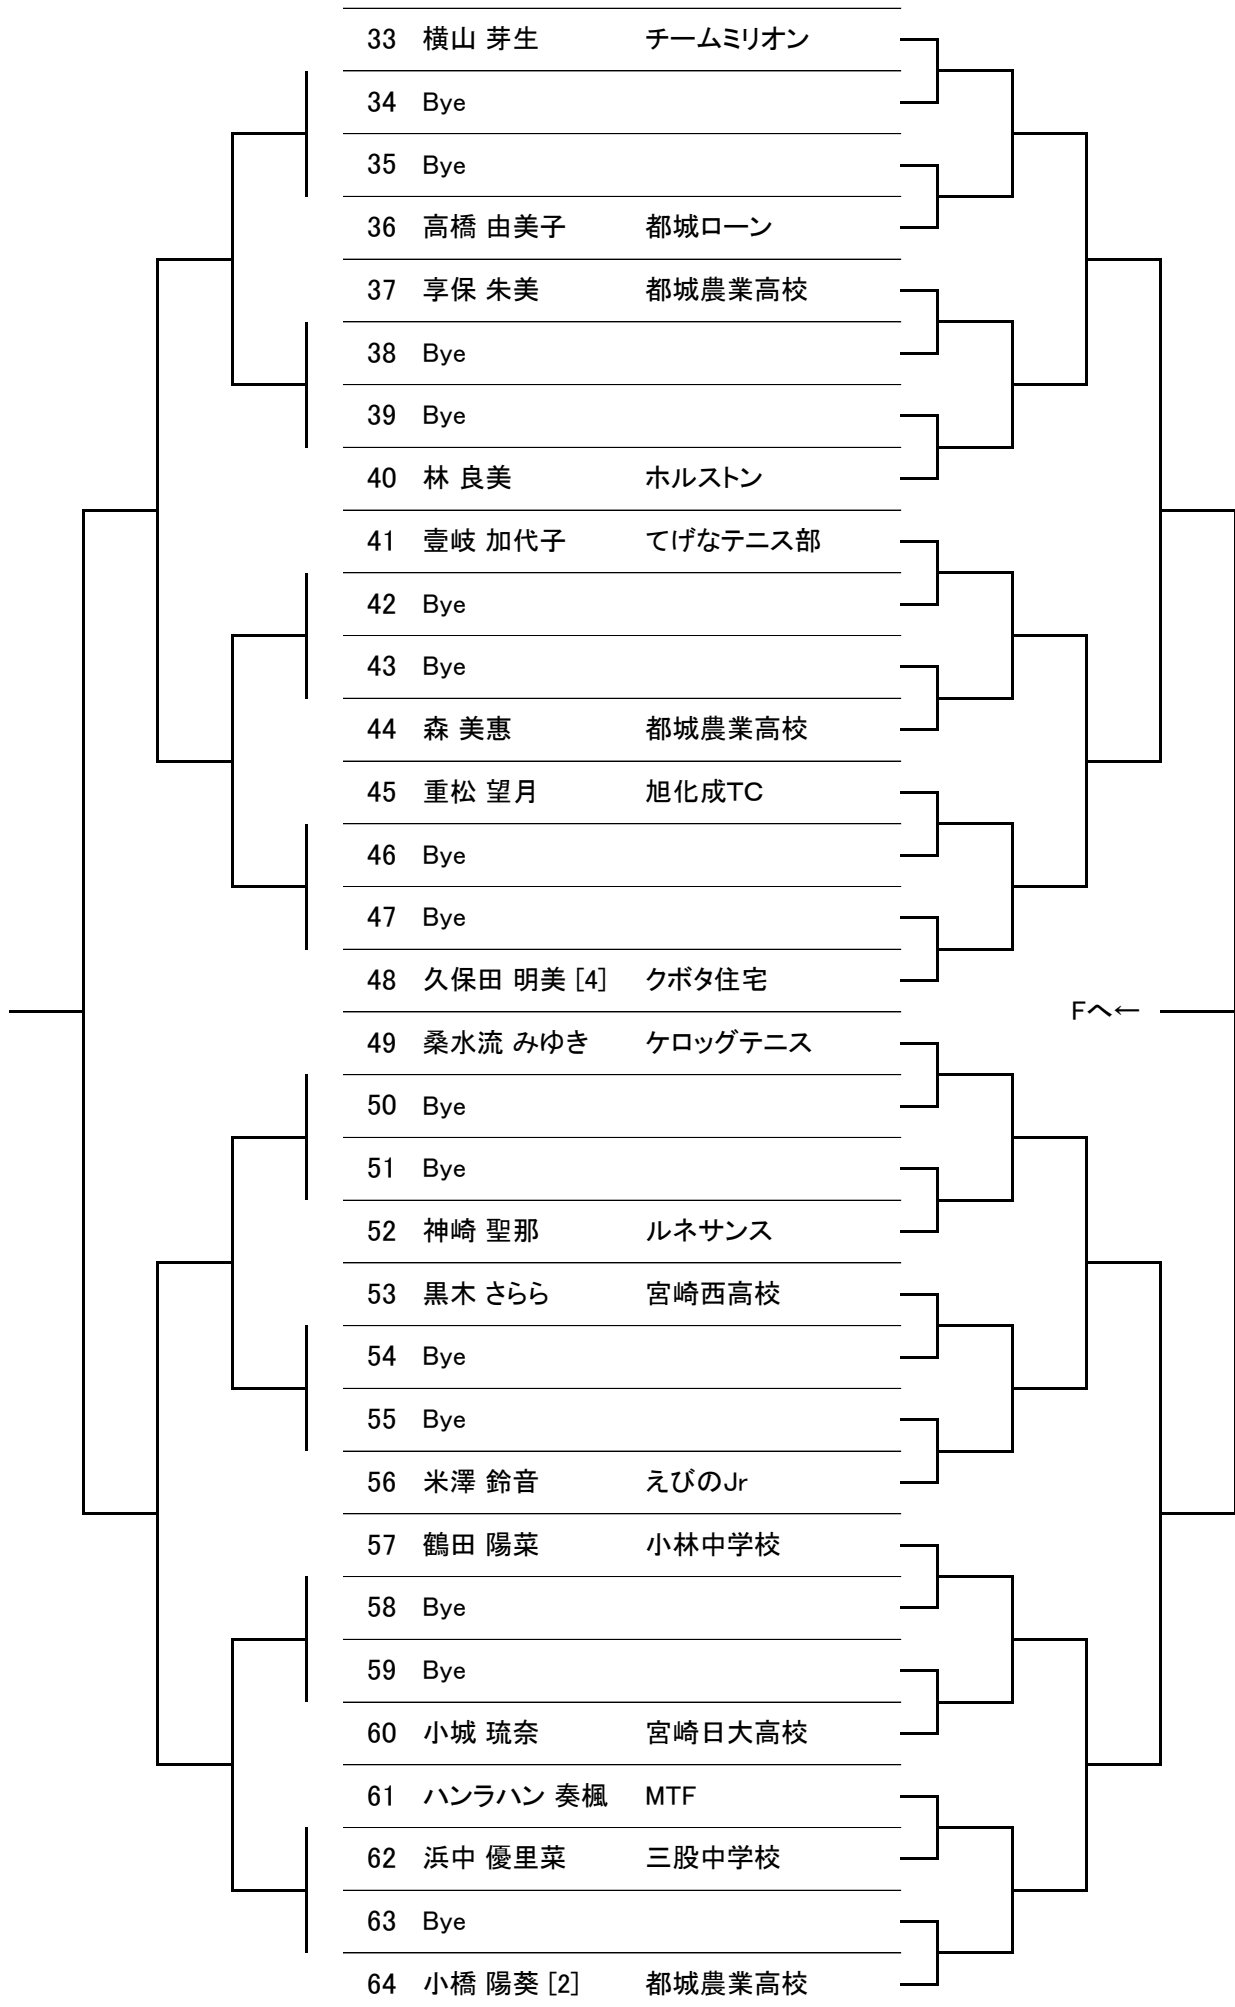 33 横山 芽生 チームミリオン
34 Bye
35 Bye
36 高橋 由美子 都城ローン
37 享保 朱美 都城農業高校
38 Bye
39 Bye
40 林 良美 ホルストン
41 壹岐 加代子 てげなテニス部
42 Bye
43 Bye
44 森 美惠 都城農業高校
45 重松 望月 旭化成TC
46 Bye
47 Bye
48 久保田 明美 [4] クボタ住宅
Fへ←
49 桑水流 みゆき ケロッグテニス
50 Bye
51 Bye
52 神崎 聖那 ルネサンス
53 黒木 さらら 宮崎西高校
54 Bye
55 Bye
56 米澤 鈴音 えびのJr
57 鶴田 陽菜 小林中学校
58 Bye
59 Bye
60 小城 琉奈 宮崎日大高校
61 ハンラハン 奏楓 MTF
62 浜中 優里菜 三股中学校
63 Bye
64 小橋 陽葵 [2] 都城農業高校